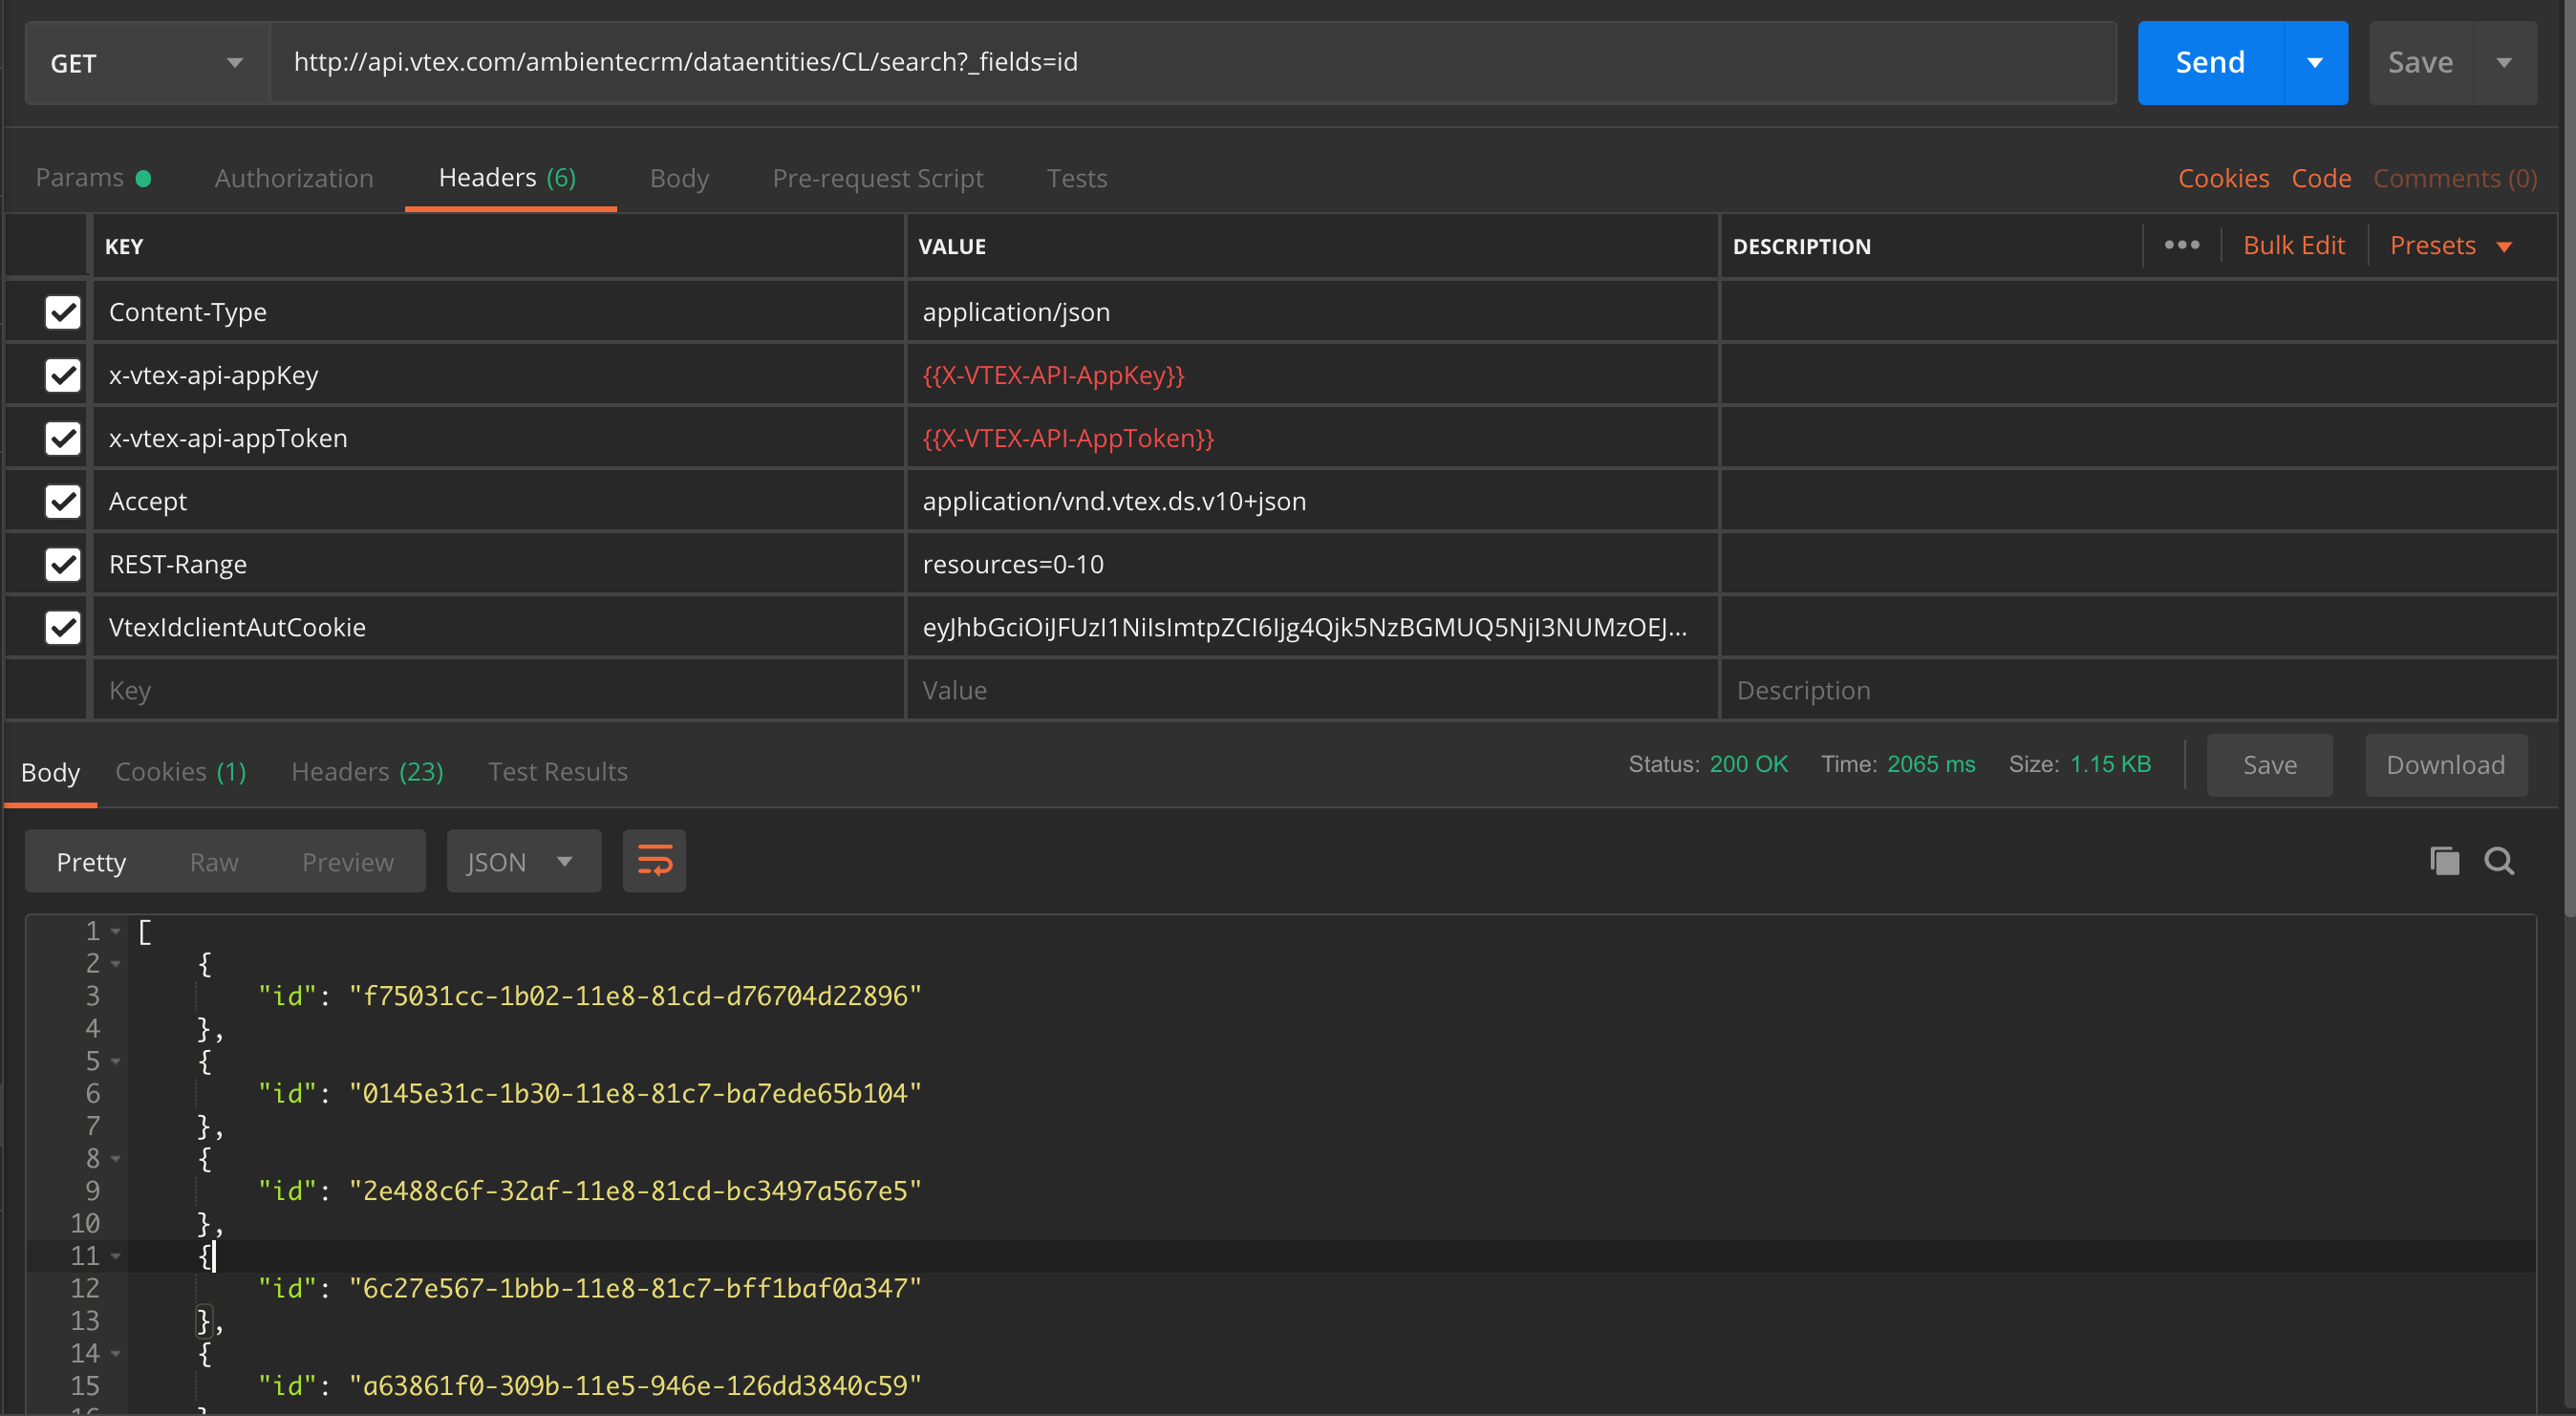 GET http://api.vtex.com/ambientecrm/dataentities/CL/search?_fields=id Send Save
Params Authorization Headers (6) Body Pre-request Script Tests Cookies Code Comments (0)
KEY VALUE DESCRIPTION ••• Bulk Edit Presets
Content-Type application/json
x-vtex-api-appKey {{X-VTEX-API-AppKey}}
x-vtex-api-appToken {{X-VTEX-API-AppToken}}
Accept application/vnd.vtex.ds.v10+json
REST-Range resources=0-10
VtexIdclientAutCookie eyJhbGciOiJFUzI1NiIsImtpZCI6Ijg4Qjk5NzBGMUQ5NjI3NUMzOEJ...
Key Value Description
Body Cookies (1) Headers (23) Test Results Status: 200 OK Time: 2065 ms Size: 1.15 KB Save Download
Pretty Raw Preview JSON
1 [
2 {
3 "id": "f75031cc-1b02-11e8-81cd-d76704d22896"
4 },
5 {
6 "id": "0145e31c-1b30-11e8-81c7-ba7ede65b104"
7 },
8 {
9 "id": "2e488c6f-32af-11e8-81cd-bc3497a567e5"
10 },
11 {
12 "id": "6c27e567-1bbb-11e8-81c7-bff1baf0a347"
13 },
14 {
15 "id": "a63861f0-309b-11e5-946e-126dd3840c59"